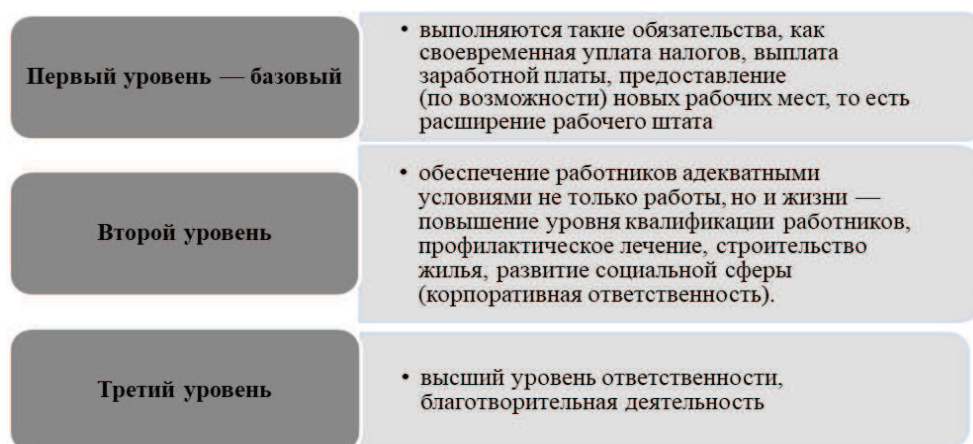 Первый уровень — базовый
• выполняются такие обязательства, как
своевременная уплата налогов, выплата
заработной платы, предоставление
(по возможности) новых рабочих мест, то есть
расширение рабочего штата
Второй уровень
• обеспечение работников адекватными
условиями не только работы, но и жизни —
повышение уровня квалификации работников,
профилактическое лечение, строительство
жилья, развитие социальной сферы
(корпоративная ответственность).
Третий уровень
• высший уровень ответственности,
благотворительная деятельность